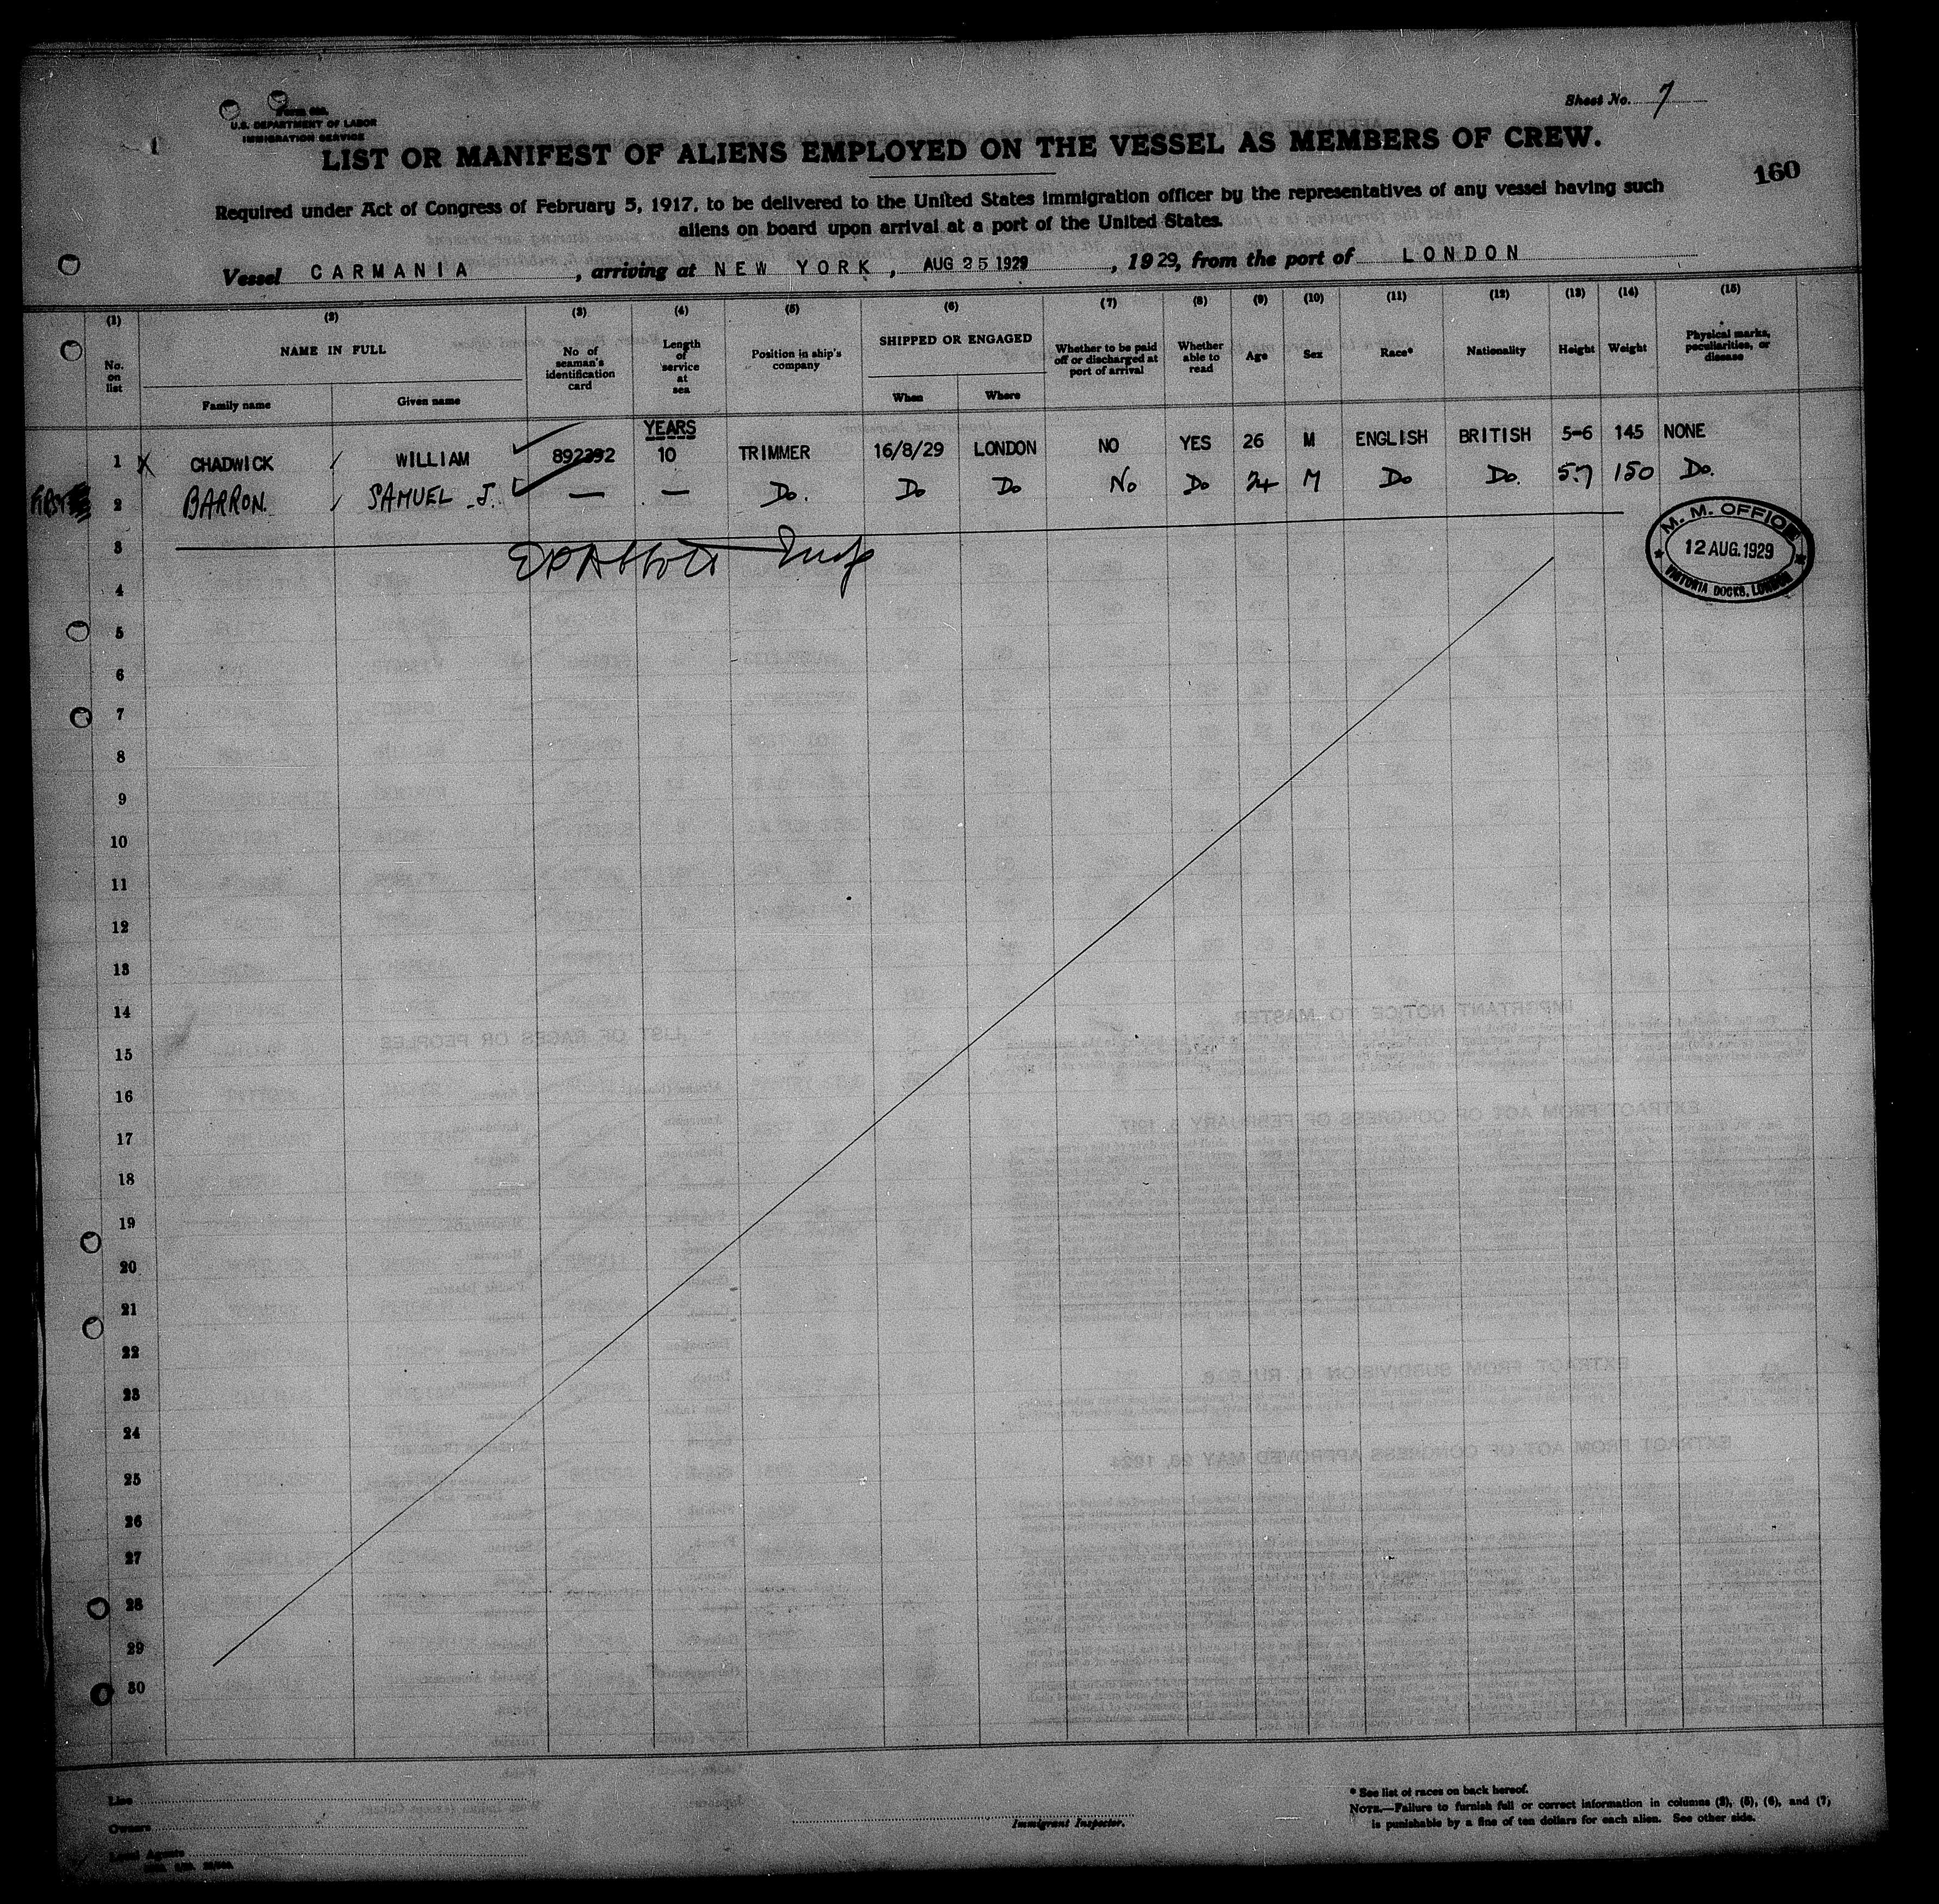 Sheet No. 7
U.S. DEPARTMENT OF LABOR
IMMIGRATION SERVICE
LIST OR MANIFEST OF ALIENS EMPLOYED ON THE VESSEL AS MEMBERS OF CREW.
160
Required under Act of Congress of February 5, 1917, to be delivered to the United States immigration officer by the representatives of any vessel having such
aliens on board upon arrival at a port of the United States.
Vessel CARMANIA, arriving at NEW YORK, AUG 25 1929, 1929, from the port of LONDON
(1) (2) (3) (4) (5) (6) (7) (8) (9) (10) (11) (12) (13) (14) (15)
No. on list NAME IN FULL No of seaman's identification card Length of service at sea Position in ship's company SHIPPED OR ENGAGED Whether to be paid off or discharged at port of arrival Whether able to read Age Sex Race* Nationality Height Weight Physical marks, peculiarities, or disease
Family name Given name When Where
YEARS
1 X CHADWICK / WILLIAM 892392 10 TRIMMER 16/8/29 LONDON NO YES 26 M ENGLISH BRITISH 5-6 145 NONE
2 BARRON. / SAMUEL J. — — Do. Do Do No Do 24 M Do Do. 5.7 150 Do.
M. M. OFFICE
12 AUG. 1929
VICTORIA DOCKS, LONDON
3
4
5
6
7
8
9
10
11
12
13
14
15
16
17
18
19
20
21
22
23
24
25
26
27
28
29
30
Line
Owners
Local Agents
Immigrant Inspector.
* See list of races on back hereof.
NOTE.—Failure to furnish full or correct information in columns (2), (5), (6), and (7)
is punishable by a fine of ten dollars for each alien. See other side.